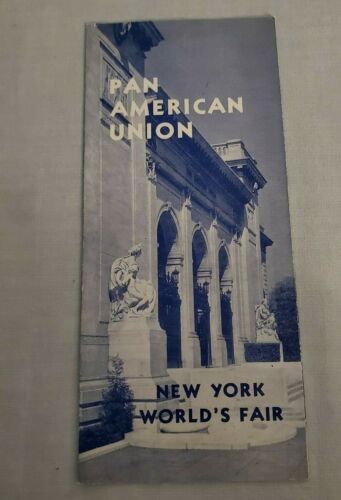 PAN
AMERICAN
UNION
NEW YORK
WORLD'S FAIR